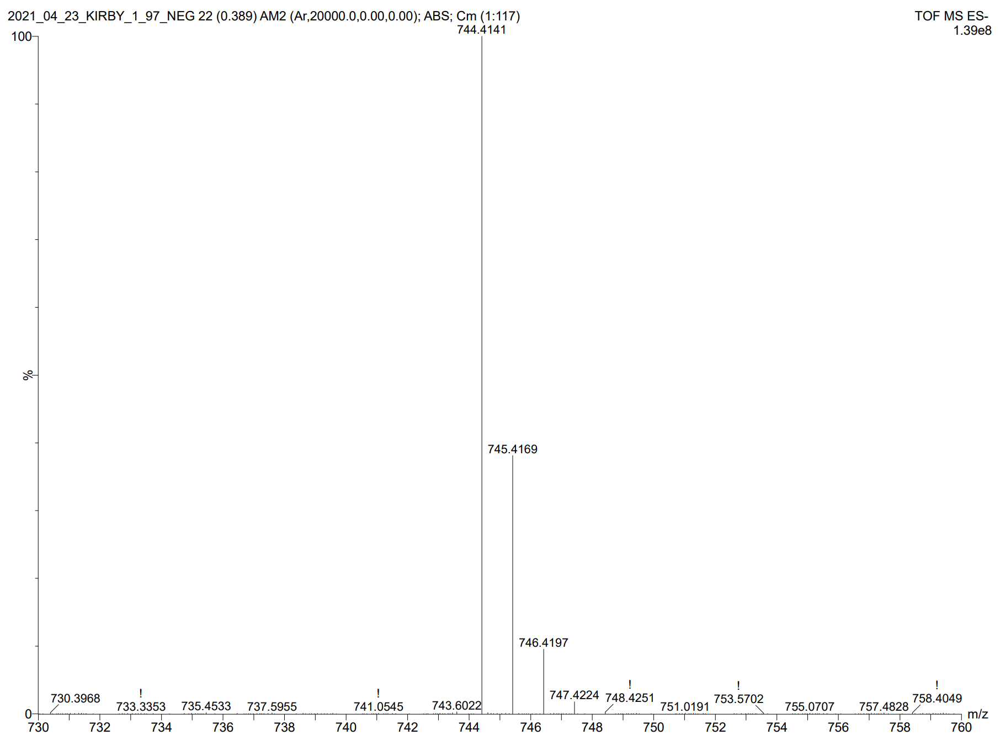 2021_04_23_KIRBY_1_97_NEG 22 (0.389) AM2 (Ar,20000.0,0.00,0.00); ABS; Cm (1:117)
TOF MS ES-
1.39e8
744.4141
100
745.4169
%
746.4197
! ! ! ! !
730.3968 733.3353 735.4533 737.5955 741.0545 743.6022 747.4224 748.4251 751.0191 753.5702 755.0707 757.4828 758.4049
0
m/z
730 732 734 736 738 740 742 744 746 748 750 752 754 756 758 760